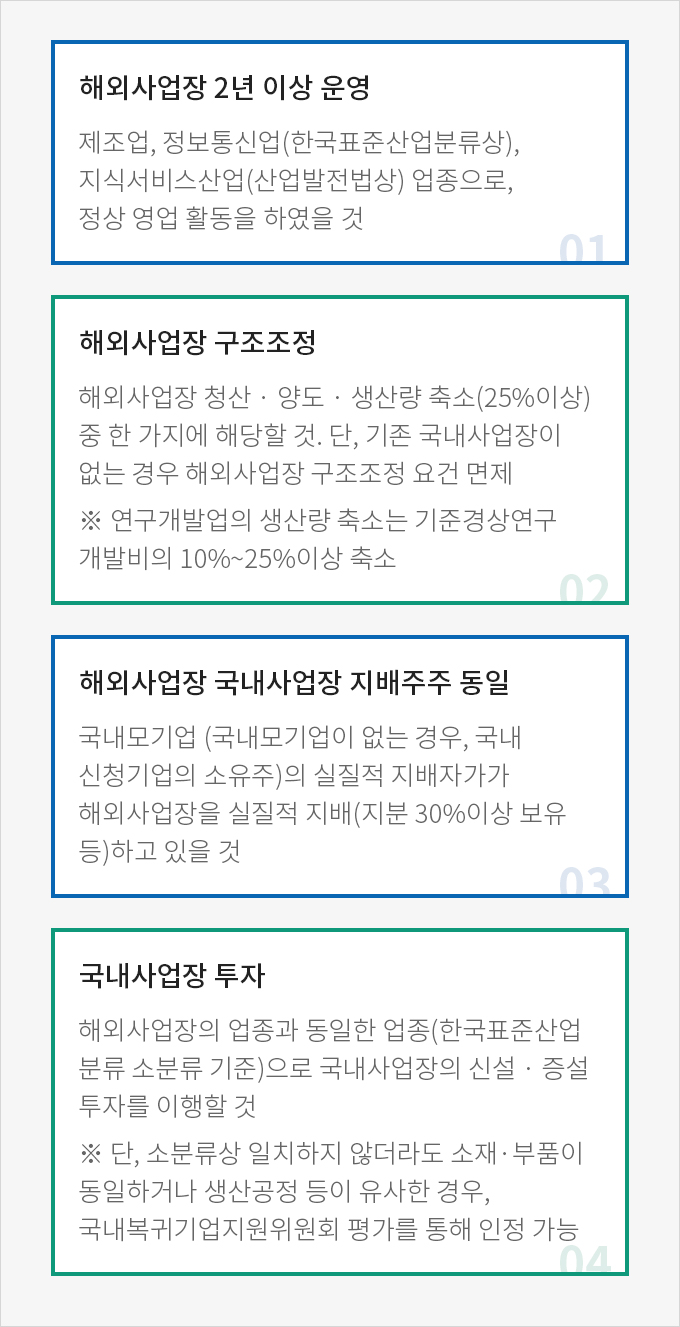 해외사업장 2년 이상 운영
제조업, 정보통신업(한국표준산업분류상),
지식서비스산업(산업발전법상) 업종으로,
정상 영업 활동을 하였을 것
01
해외사업장 구조조정
해외사업장 청산 · 양도 · 생산량 축소(25%이상)
중 한 가지에 해당할 것. 단, 기존 국내사업장이
없는 경우 해외사업장 구조조정 요건 면제
※ 연구개발업의 생산량 축소는 기준경상연구
개발비의 10%~25%이상 축소
02
해외사업장 국내사업장 지배주주 동일
국내모기업 (국내모기업이 없는 경우, 국내
신청기업의 소유주)의 실질적 지배자가가
해외사업장을 실질적 지배(지분 30%이상 보유
등)하고 있을 것
03
국내사업장 투자
해외사업장의 업종과 동일한 업종(한국표준산업
분류 소분류 기준)으로 국내사업장의 신설 · 증설
투자를 이행할 것
※ 단, 소분류상 일치하지 않더라도 소재·부품이
동일하거나 생산공정 등이 유사한 경우,
국내복귀기업지원위원회 평가를 통해 인정 가능
04